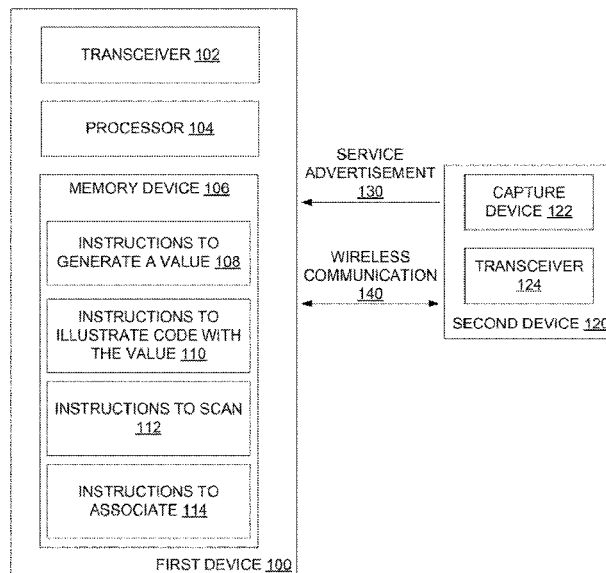 TRANSCEIVER 102
PROCESSOR 104
MEMORY DEVICE 106
INSTRUCTIONS TO
GENERATE A VALUE 108
INSTRUCTIONS TO
ILLUSTRATE CODE WITH
THE VALUE 110
INSTRUCTIONS TO SCAN
112
INSTRUCTIONS TO
ASSOCIATE 114
FIRST DEVICE 100
SERVICE
ADVERTISEMENT
130
WIRELESS
COMMUNICATION
140
CAPTURE
DEVICE 122
TRANSCEIVER
124
SECOND DEVICE 120